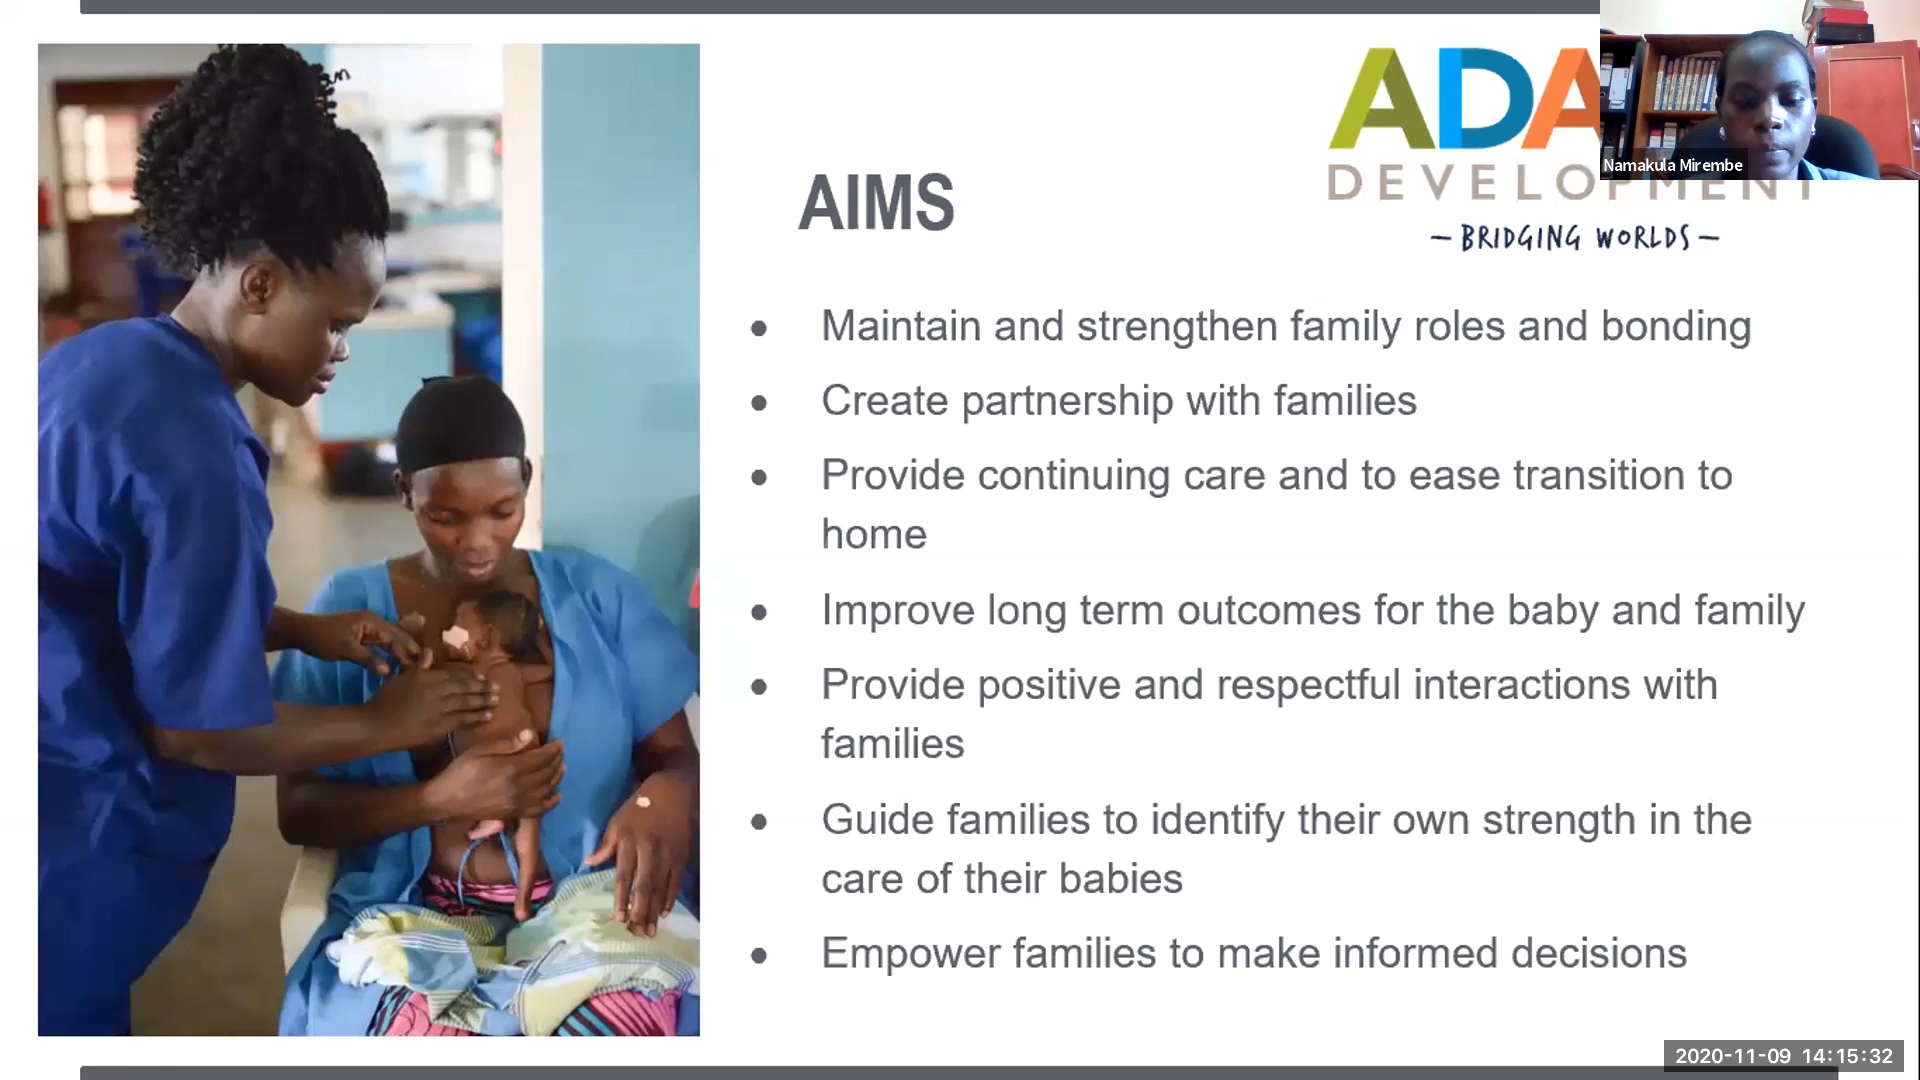 ADA
DEVELOPMENT
– BRIDGING WORLDS –
Namakula Mirembe
AIMS
• Maintain and strengthen family roles and bonding
• Create partnership with families
• Provide continuing care and to ease transition to
home
• Improve long term outcomes for the baby and family
• Provide positive and respectful interactions with
families
• Guide families to identify their own strength in the
care of their babies
• Empower families to make informed decisions
2020-11-09 14:15:32